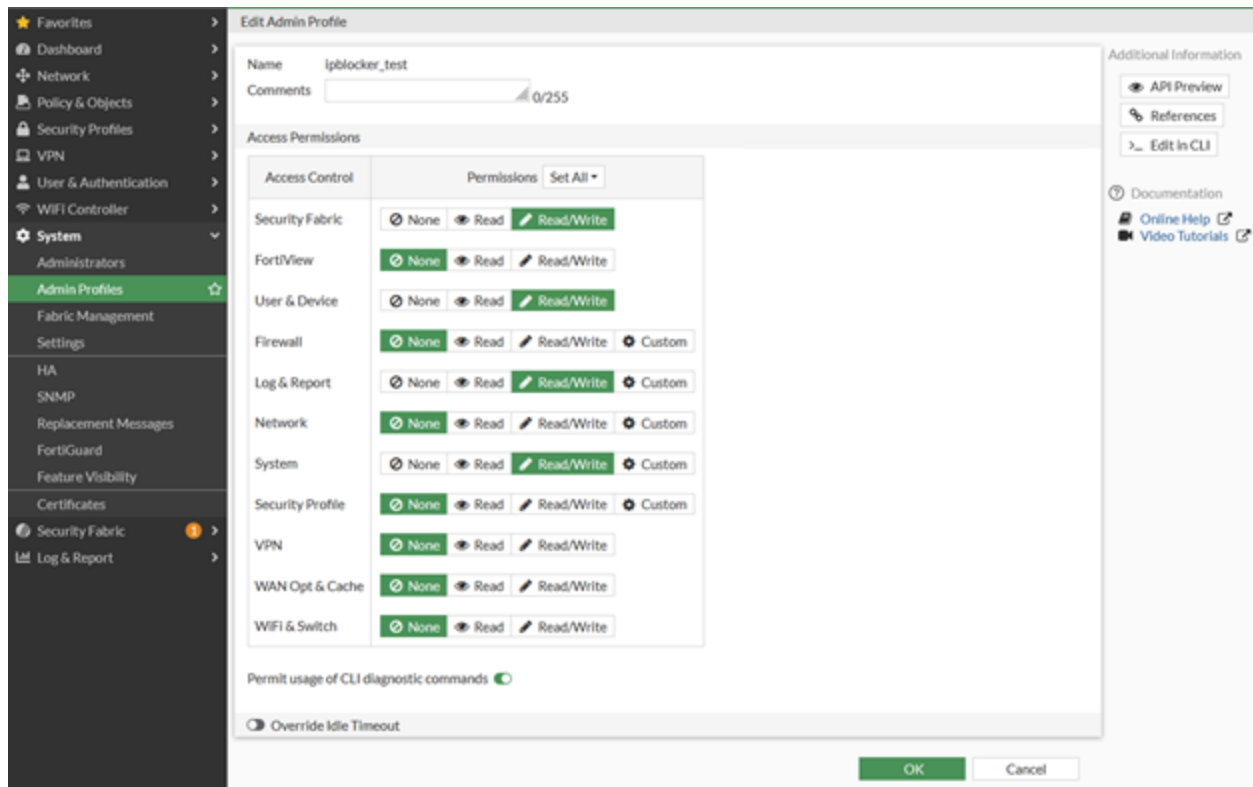 Favorites
Dashboard
Network
Policy & Objects
Security Profiles
VPN
User & Authentication
WiFi Controller
System
Administrators
Admin Profiles
Fabric Management
Settings
HA
SNMP
Replacement Messages
FortiGuard
Feature Visibility
Certificates
Security Fabric 1
Log & Report
Edit Admin Profile
Name ipblocker_test
Comments 0/255
Access Permissions
Access Control Permissions Set All
Security Fabric None Read Read/Write
FortiView None Read Read/Write
User & Device None Read Read/Write
Firewall None Read Read/Write Custom
Log & Report None Read Read/Write Custom
Network None Read Read/Write Custom
System None Read Read/Write Custom
Security Profile None Read Read/Write Custom
VPN None Read Read/Write
WAN Opt & Cache None Read Read/Write
WiFi & Switch None Read Read/Write
Permit usage of CLI diagnostic commands
Override Idle Timeout
OK Cancel
Additional Information
API Preview
References
>_ Edit in CLI
Documentation
Online Help
Video Tutorials